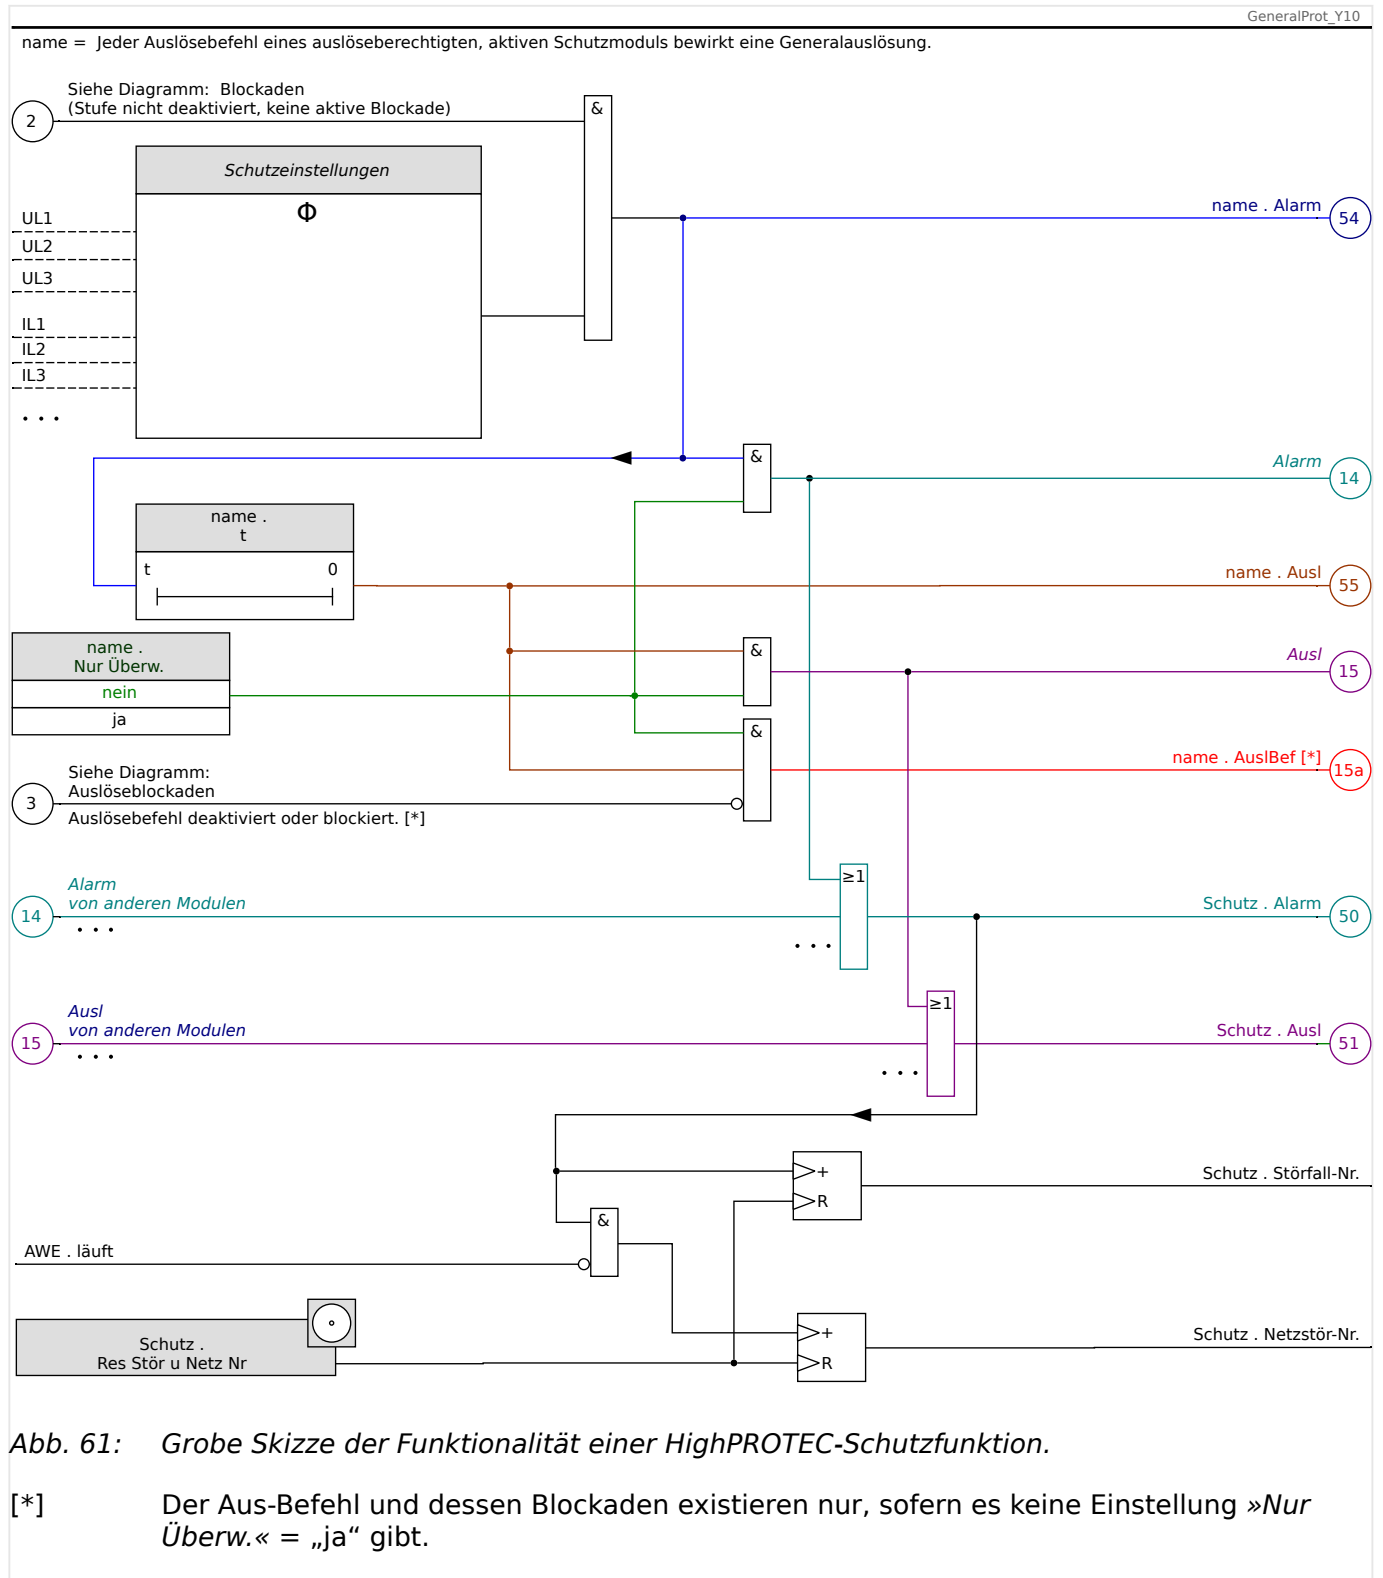 GeneralProt_Y10
name = Jeder Auslösebefehl eines auslöseberechtigten, aktiven Schutzmoduls bewirkt eine Generalauslösung.
Siehe Diagramm: Blockaden
(Stufe nicht deaktiviert, keine aktive Blockade)
2
&
Schutzeinstellungen
Φ
name . Alarm
54
UL1
UL2
UL3
IL1
IL2
IL3
. . .
&
Alarm
14
name .
t
t 0
name . Ausl
55
name .
Nur Überw.
nein
ja
&
Ausl
15
&
name . AuslBef [*]
15a
Siehe Diagramm:
Auslöseblockaden
3
Auslösebefehl deaktiviert oder blockiert. [*]
≥1
Alarm
von anderen Modulen
14
. . .
. . .
Schutz . Alarm
50
≥1
Ausl
von anderen Modulen
15
. . .
. . .
Schutz . Ausl
51
+
R
Schutz . Störfall-Nr.
&
AWE . läuft
Schutz .
Res Stör u Netz Nr
+
R
Schutz . Netzstör-Nr.
Abb. 61: Grobe Skizze der Funktionalität einer HighPROTEC-Schutzfunktion.
[*] Der Aus-Befehl und dessen Blockaden existieren nur, sofern es keine Einstellung »Nur
Überw.« = „ja“ gibt.